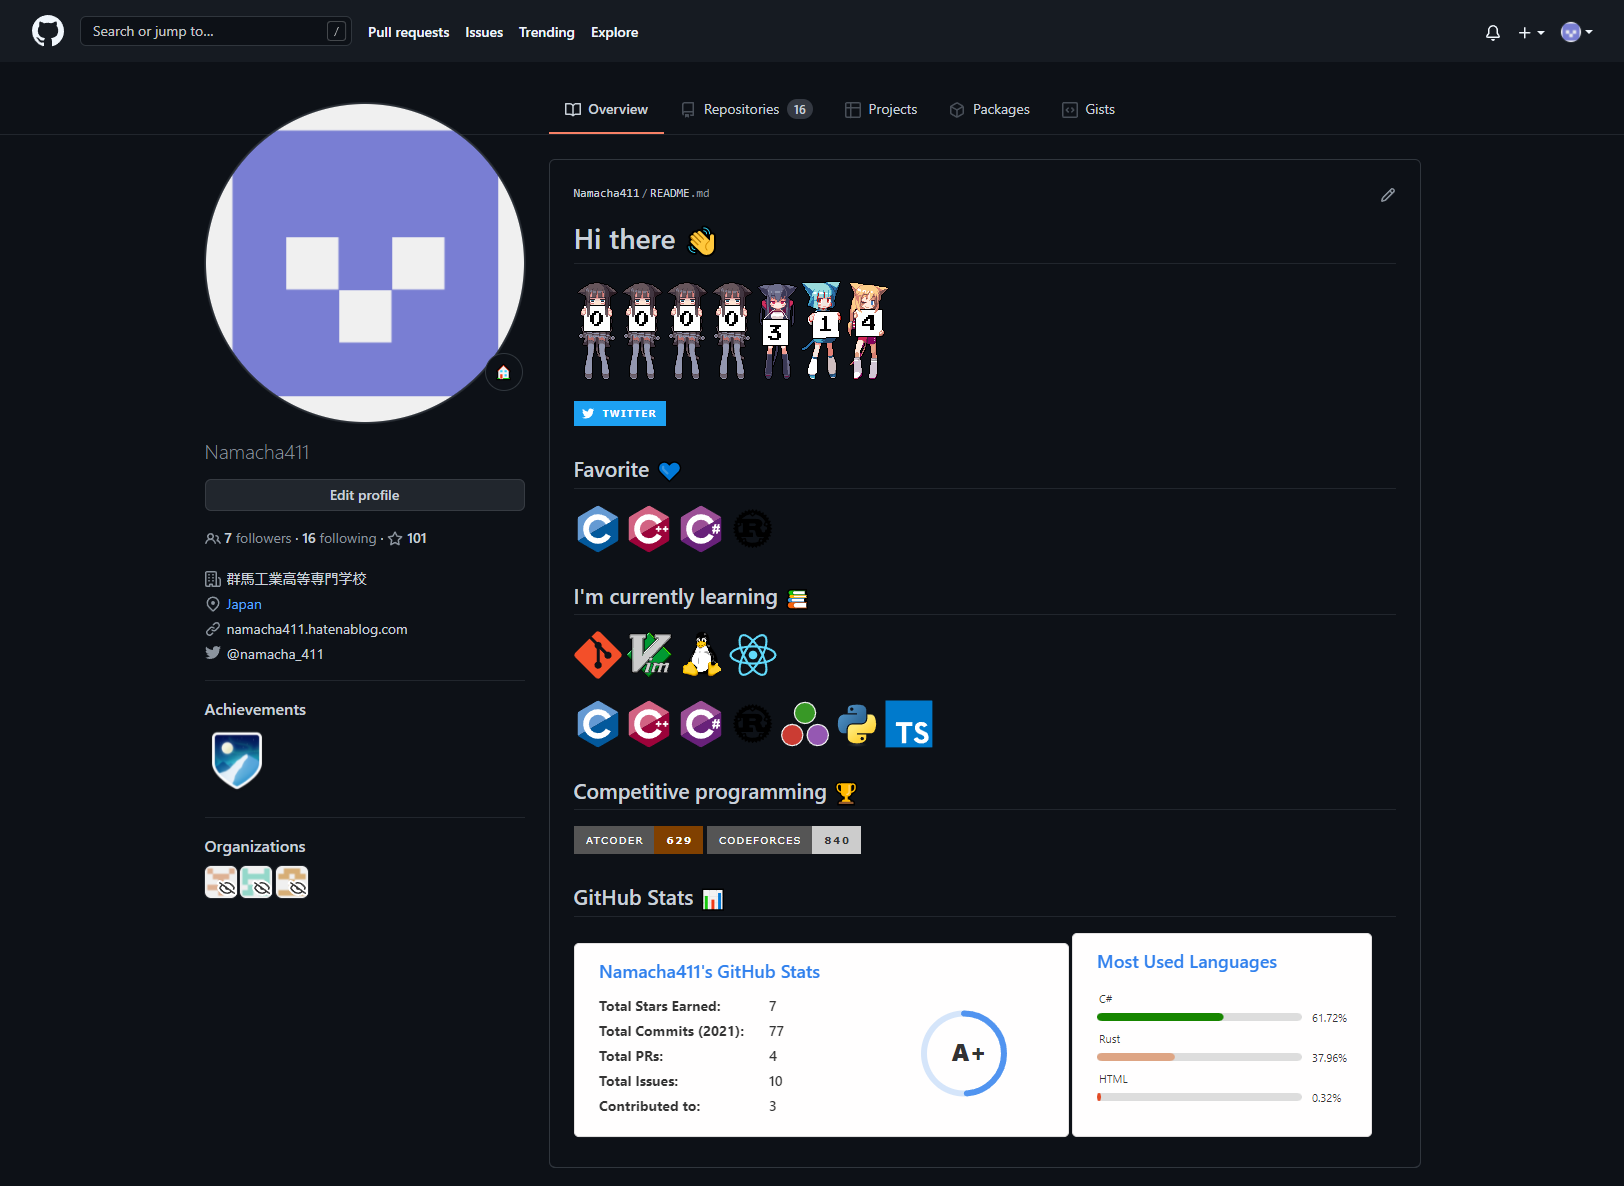 Search or jump to... /
Pull requests
Issues
Trending
Explore
Overview
Repositories 16
Projects
Packages
Gists
Namacha411
Edit profile
7 followers · 16 following · 101
群馬工業高等専門学校
Japan
namacha411.hatenablog.com
@namacha_411
Achievements
Organizations
Namacha411/README.md
Hi there 👋
0 0 0 0 3 1 4
TWITTER
Favorite 💙
C C++ C# R
I'm currently learning 📚
Vim
C C++ C# R TS
Competitive programming 🏆
ATCODER 629 CODEFORCES 840
GitHub Stats 📊
Namacha411's GitHub Stats
Total Stars Earned: 7
Total Commits (2021): 77
Total PRs: 4
Total Issues: 10
Contributed to: 3
A+
Most Used Languages
C#
61.72%
Rust
37.96%
HTML
0.32%